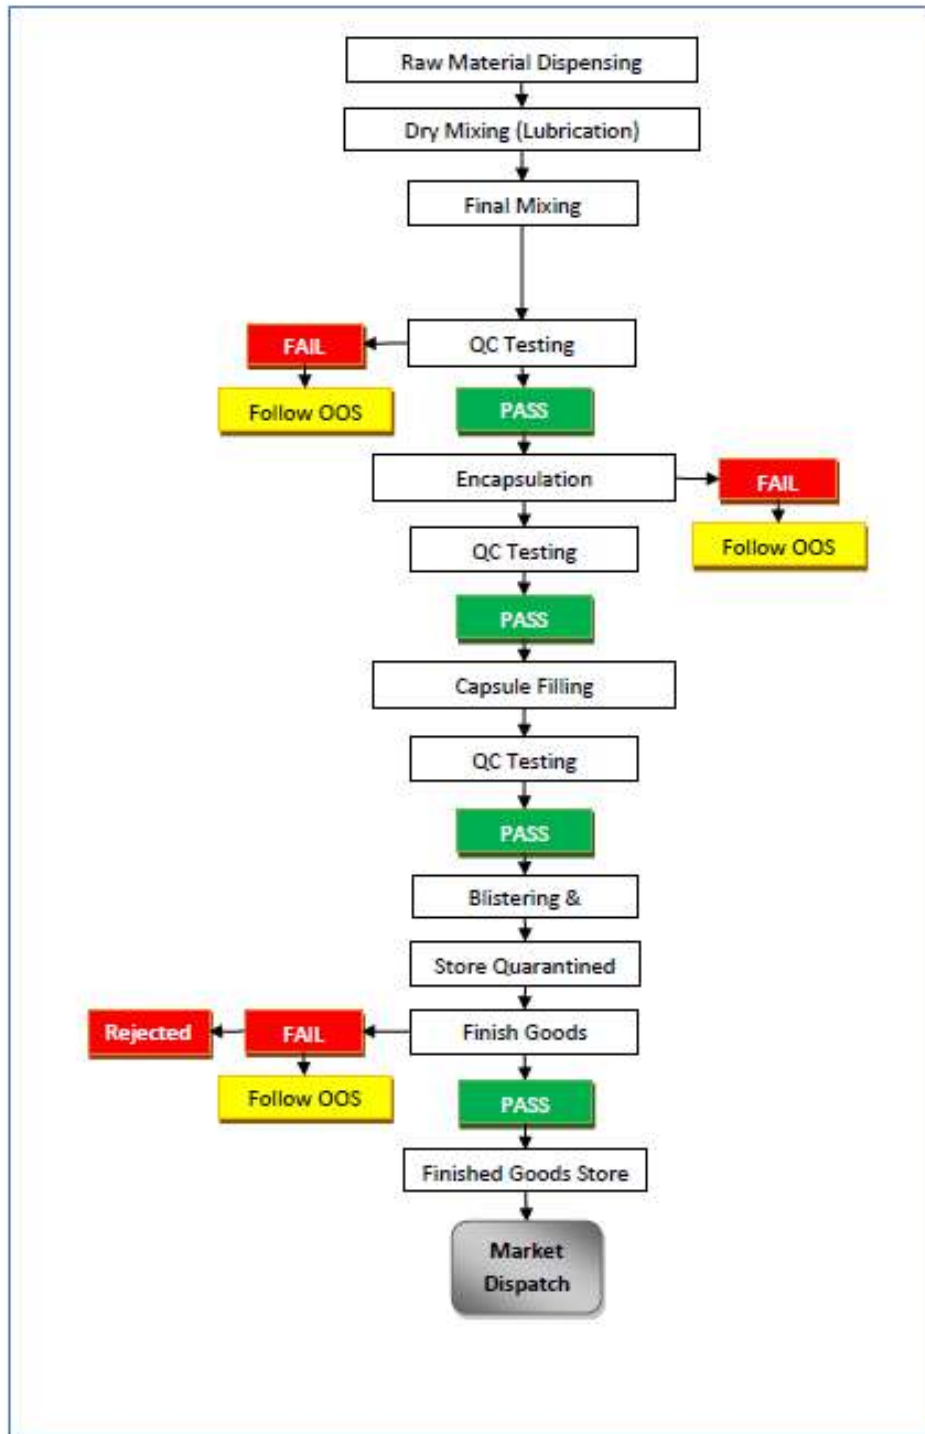 Raw Material Dispensing
Dry Mixing (Lubrication)
Final Mixing
FAIL
QC Testing
Follow OOS
PASS
Encapsulation
FAIL
QC Testing
Follow OOS
PASS
Capsule Filling
QC Testing
PASS
Blistering &
Store Quarantined
Rejected
FAIL
Finish Goods
Follow OOS
PASS
Finished Goods Store
Market
Dispatch